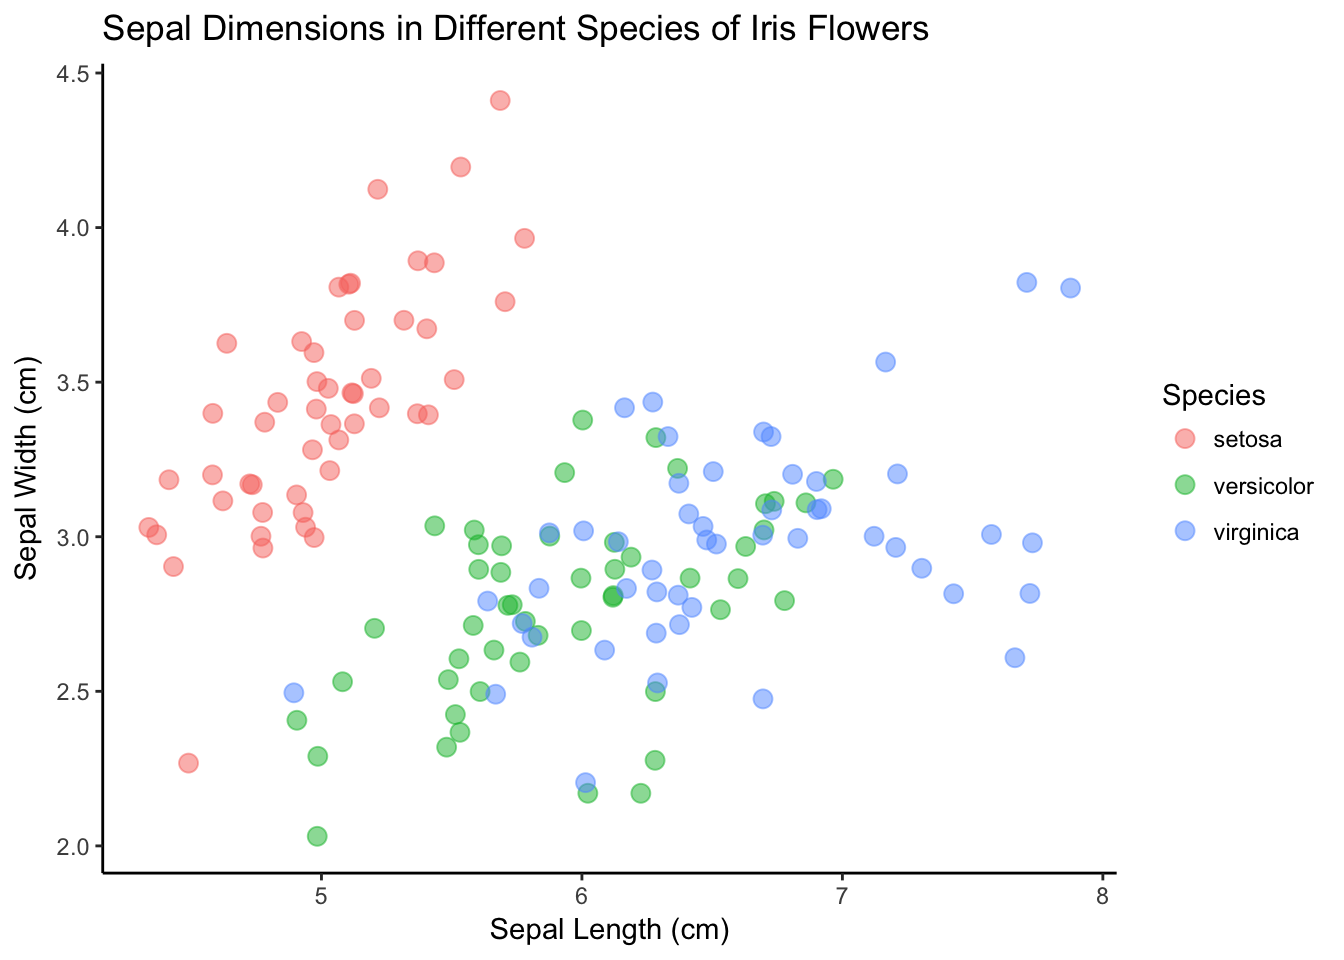 Sepal Dimensions in Different Species of Iris Flowers
4.5
4.0
3.5
3.0
2.5
2.0
Sepal Width (cm)
5 6 7 8
Sepal Length (cm)
Species
setosa
versicolor
virginica